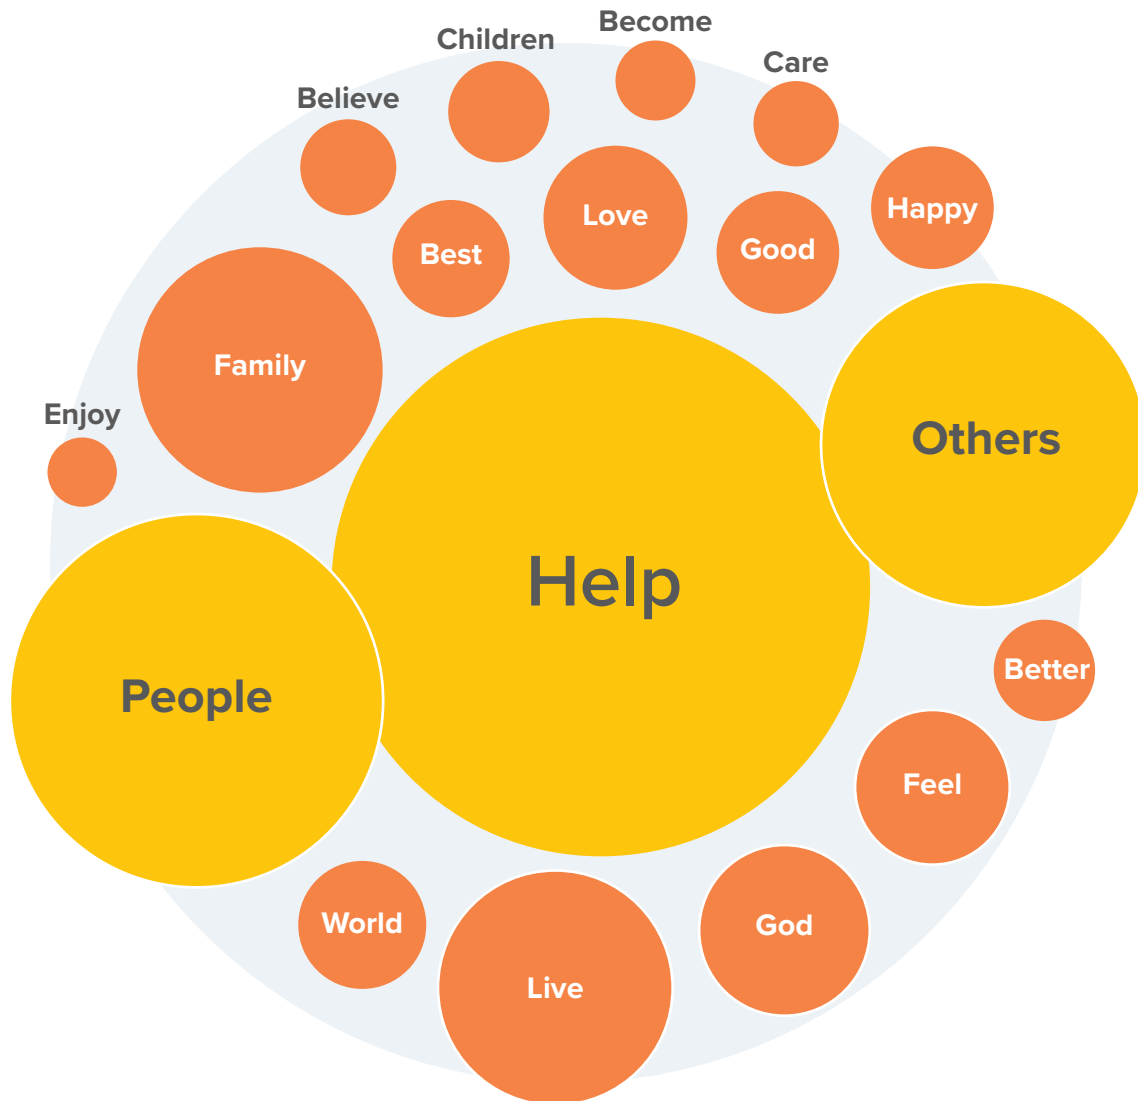 Become
Children
Care
Believe
Happy
Love
Good
Best
Family
Enjoy
Others
Help
Better
People
Feel
World
God
Live